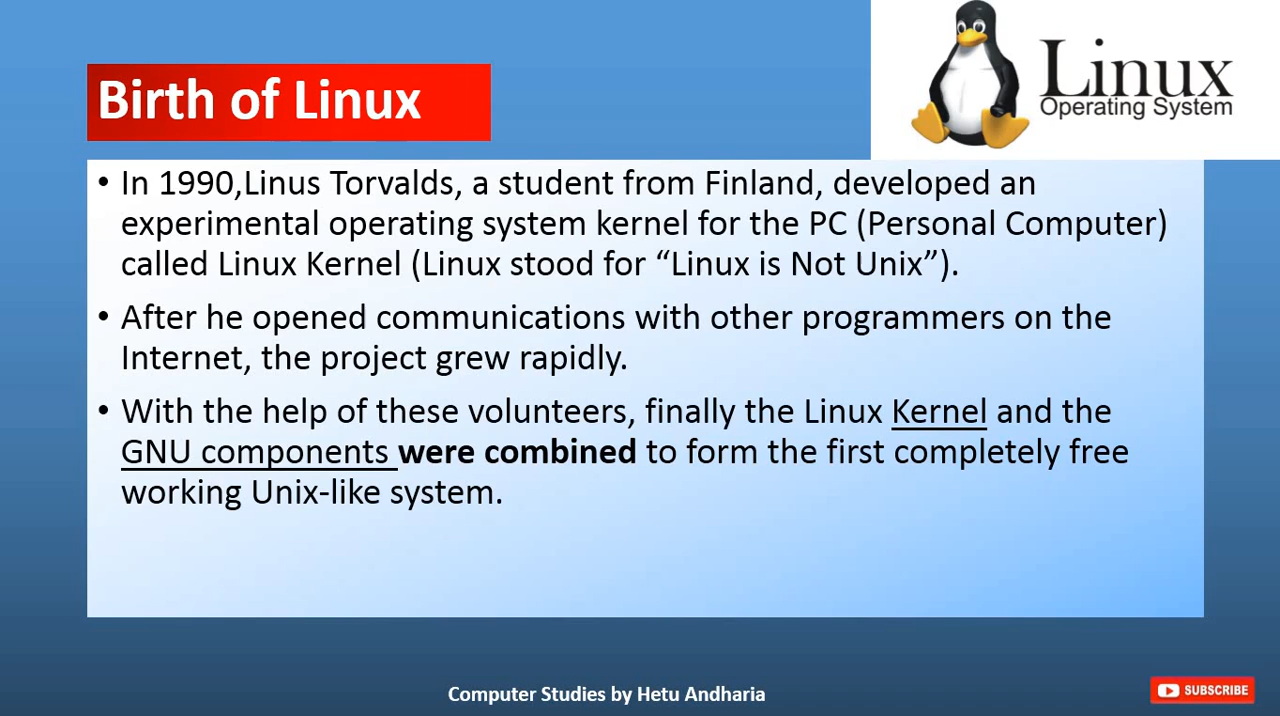 Linux
Operating System
Birth of Linux
• In 1990,Linus Torvalds, a student from Finland, developed an
experimental operating system kernel for the PC (Personal Computer)
called Linux Kernel (Linux stood for “Linux is Not Unix”).
• After he opened communications with other programmers on the
Internet, the project grew rapidly.
• With the help of these volunteers, finally the Linux Kernel and the
GNU components were combined to form the first completely free
working Unix-like system.
Computer Studies by Hetu Andharia
SUBSCRIBE